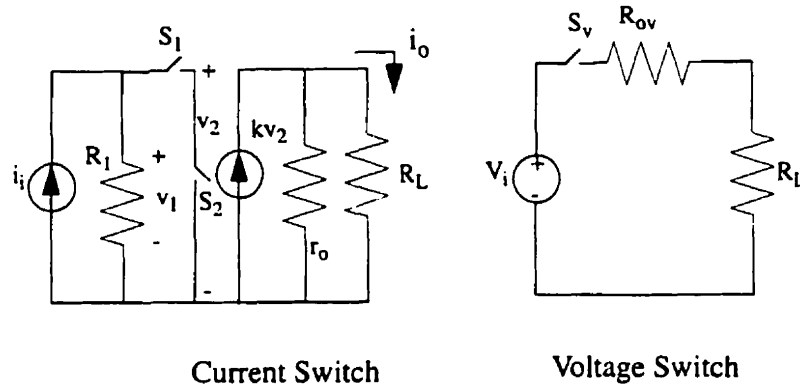 S1
Sv
Rov
io
+
v2
kv2
R1
+
ii
v1
S2
RL
-
ro
-
Vi
+
-
RL
Current Switch
Voltage Switch